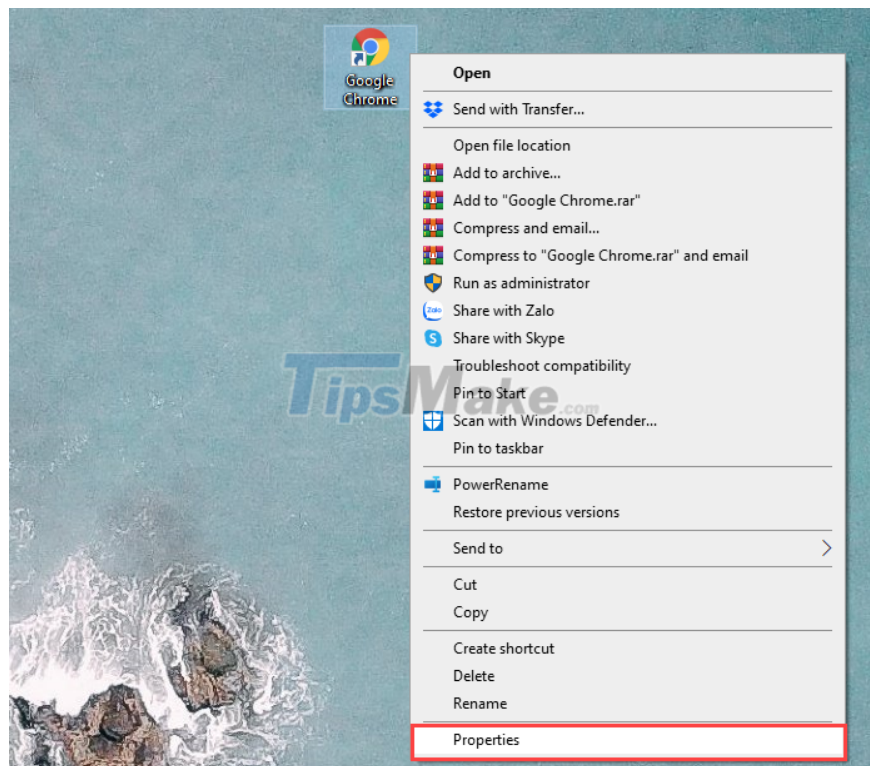 Google
Chrome
Open
Send with Transfer...
Open file location
Add to archive...
Add to "Google Chrome.rar"
Compress and email...
Compress to "Google Chrome.rar" and email
Run as administrator
Zalo
Share with Zalo
S
Share with Skype
Troubleshoot compatibility
TipsMake.com
Pin to Start
Scan with Windows Defender...
Pin to taskbar
PowerRename
Restore previous versions
Send to
Cut
Copy
Create shortcut
Delete
Rename
Properties